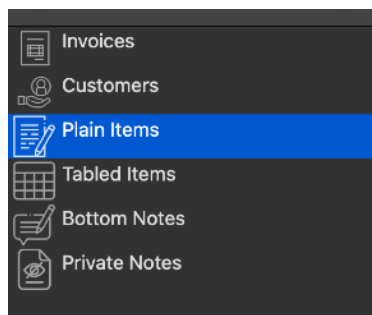 Invoices
Customers
Plain Items
Tabled Items
Bottom Notes
Private Notes